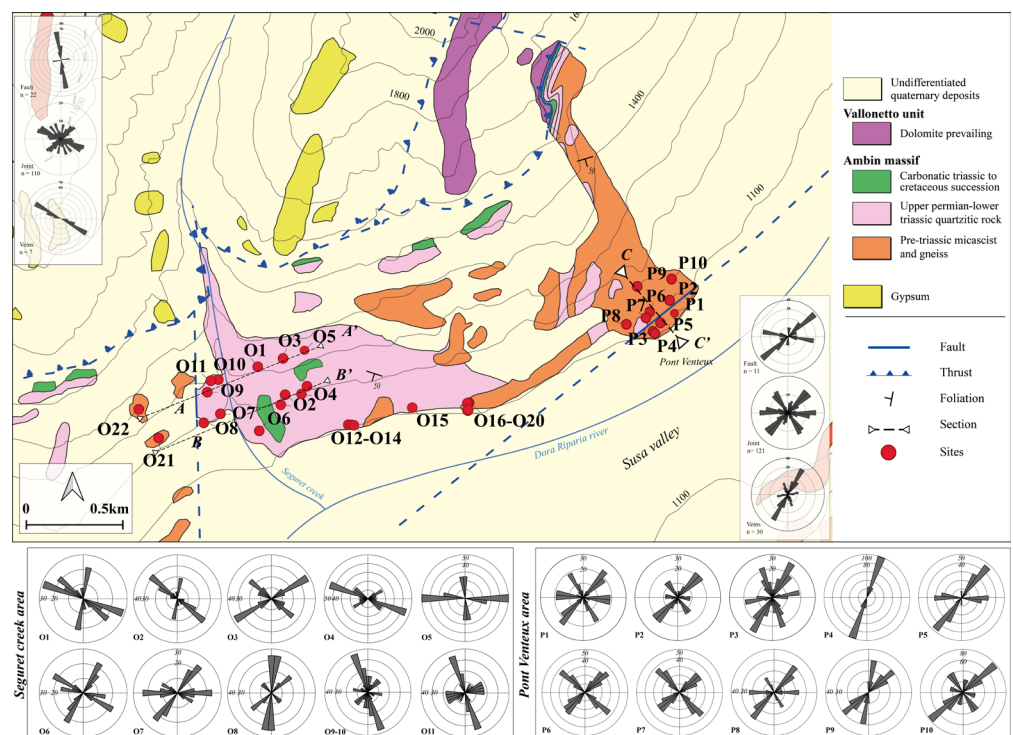 2000
1800
1600
1400
1100
1100
Fault
n = 22
Joint
n = 110
Veins
n = 7
C
P10
P9
P2
P6
P1
P7
P8
P5
P3
P4
C'
Pont Venteux
50
A'
O5
O3
O1
O10
O11
B'
50
O9
O4
O2
A
O7
O6
O8
B
O22
O21
O12-O14
O15
O16-O20
Seguret creek
Dora Riparia river
Susa valley
0 0.5km
Fault
n = 11
Joint
n= 121
Veins
n = 30
Undifferentiated
quaternary deposits
Vallonetto unit
Dolomite prevailing
Ambin massif
Carbonatic triassic to
cretaceous succession
Upper permian-lower
triassic quartzitic rock
Pre-triassic micascist
and gneiss
Gypsum
Fault
Thrust
Foliation
Section
Sites
Seguret creek area
O1
O2
O3
O4
O5
O6
O7
O8
O9-10
O11
Pont Venteux area
P1
P2
P3
P4
P5
P6
P7
P8
P9
P10